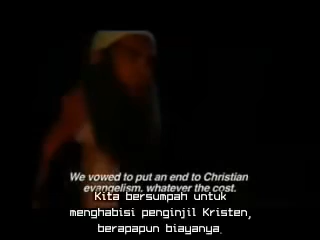 We vowed to put an end to Christian
evangelism, whatever the cost.
Kita bersumpah untuk
menghabisi penginjil Kristen,
berapapun biayanya